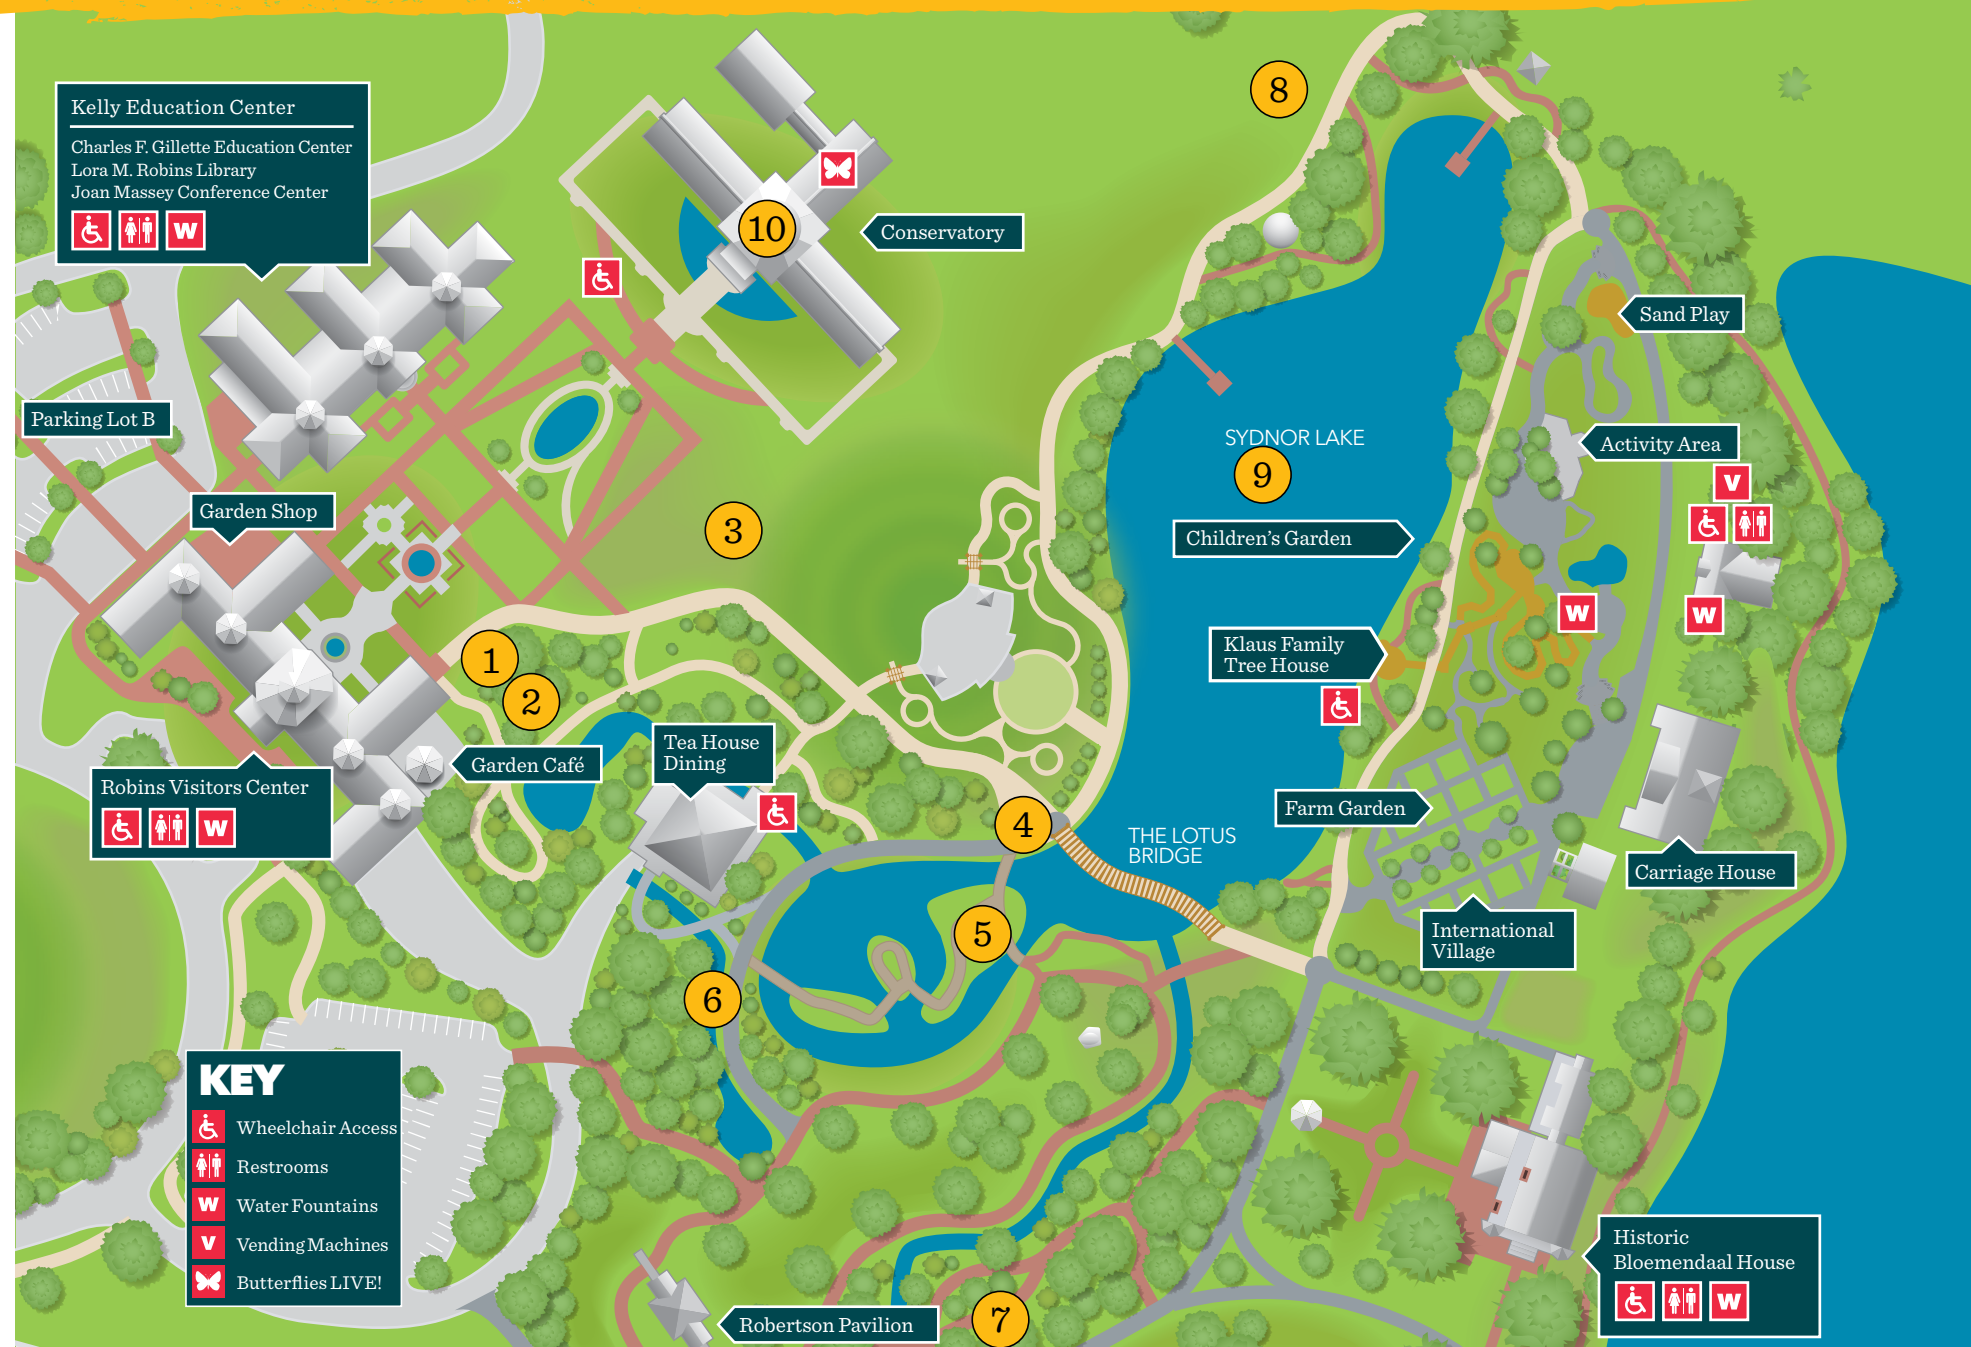 8
Kelly Education Center
Charles F. Gillette Education Center
Lora M. Robins Library
Joan Massey Conference Center
W
10
Conservatory
Sand Play
Parking Lot B
SYDNOR LAKE
9
Activity Area
V
Garden Shop
3
Children's Garden
W
W
1
2
Klaus Family
Tree House
Tea House
Dining
Garden Café
Robins Visitors Center
W
Farm Garden
4
THE LOTUS
BRIDGE
Carriage House
5
International
Village
6
KEY
Wheelchair Access
Restrooms
W Water Fountains
V Vending Machines
Butterflies LIVE!
Historic
Bloemendaal House
W
Robertson Pavilion
7